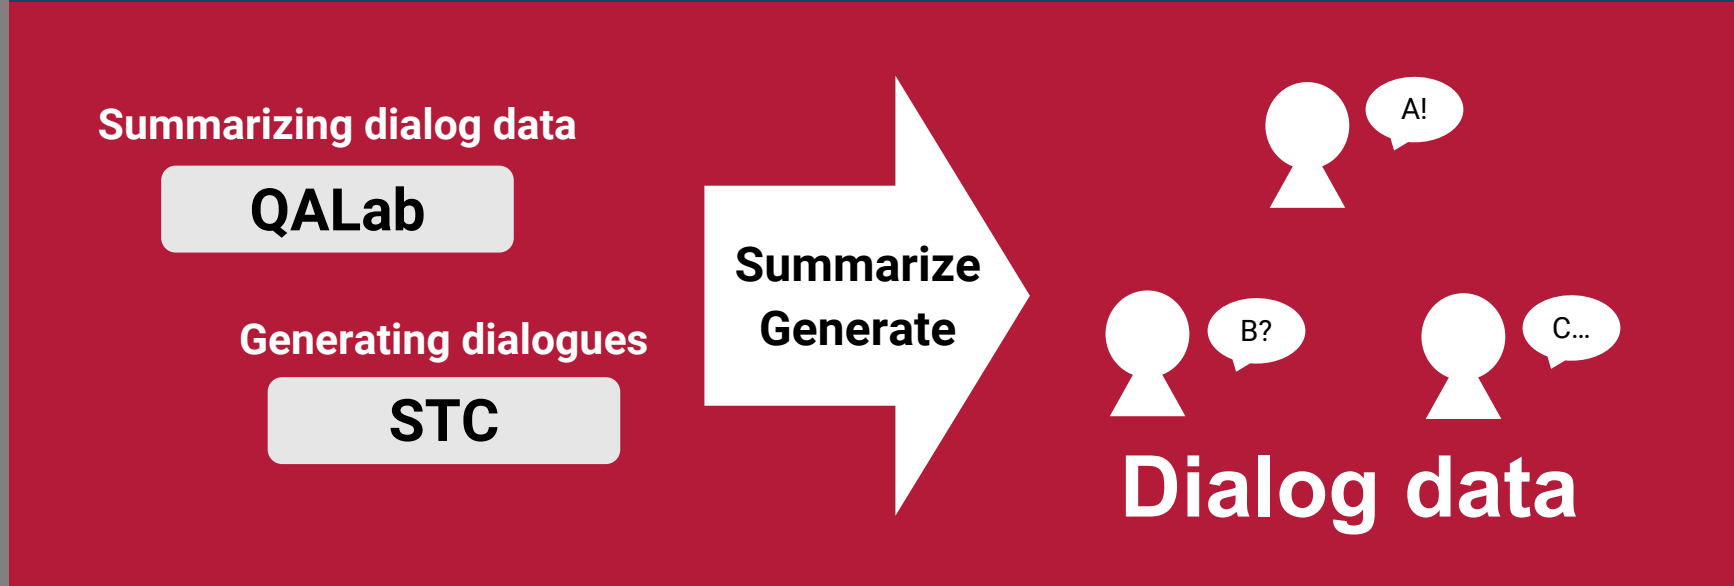 Summarizing dialog data
QALab
Generating dialogues
STC
Summarize
Generate
A!
B?
C...
Dialog data